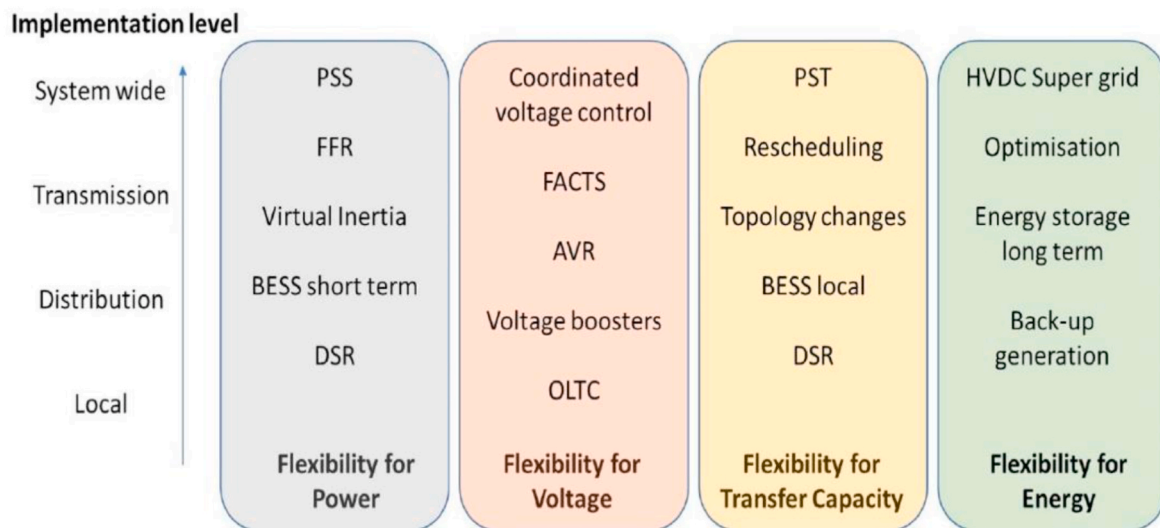 Implementation level
System wide
Transmission
Distribution
Local
PSS
FFR
Virtual Inertia
BESS short term
DSR
Flexibility for
Power
Coordinated
voltage control
FACTS
AVR
Voltage boosters
OLTC
Flexibility for
Voltage
PST
Rescheduling
Topology changes
BESS local
DSR
Flexibility for
Transfer Capacity
HVDC Super grid
Optimisation
Energy storage
long term
Back-up
generation
Flexibility for
Energy